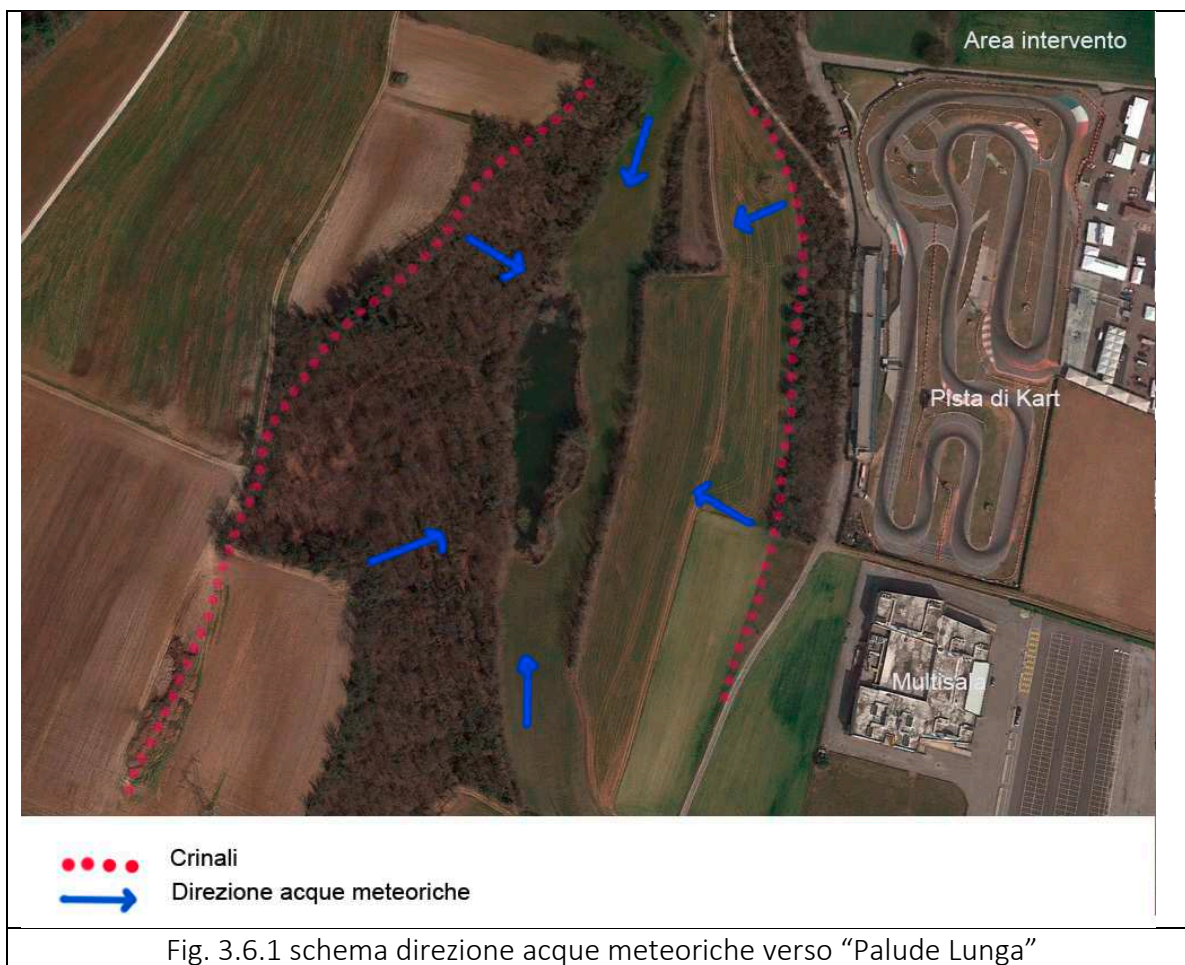 Area intervento
PIsta di Kart
Multisala
Crinali
Direzione acque meteoriche
Fig. 3.6.1 schema direzione acque meteoriche verso “Palude Lunga”